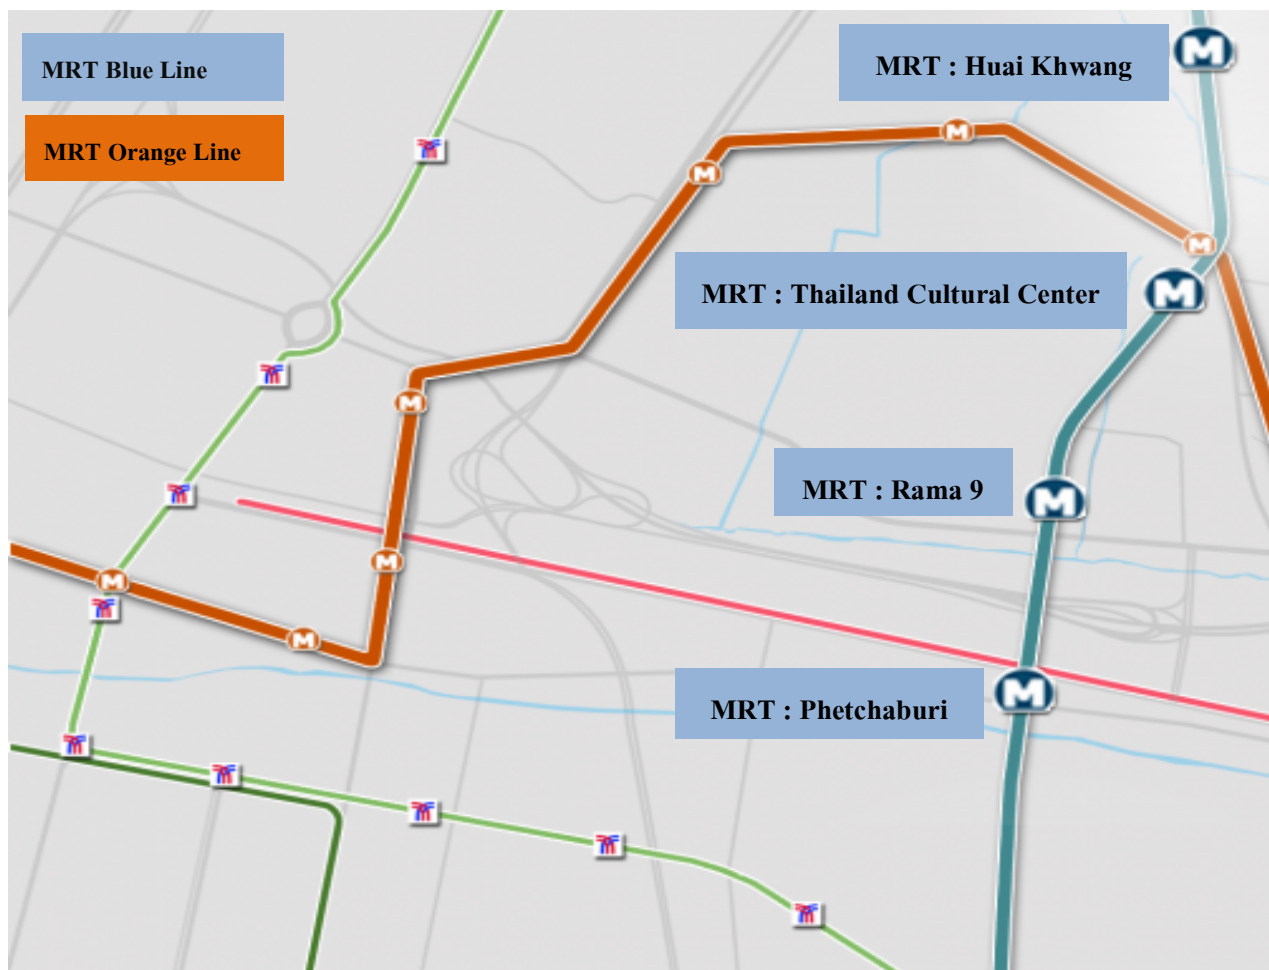 MRT Blue Line
MRT : Huai Khwang
MRT Orange Line
MRT : Thailand Cultural Center
MRT : Rama 9
MRT : Phetchaburi